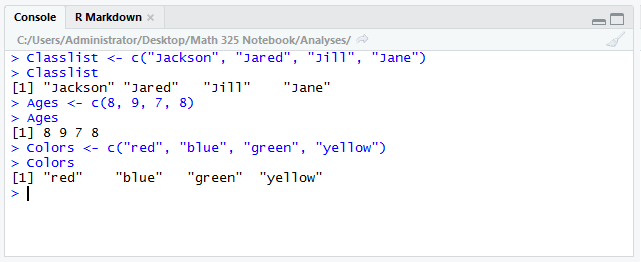 Console R Markdown ×
C:/Users/Administrator/Desktop/Math 325 Notebook/Analyses/
> Classlist <- c("Jackson", "Jared", "Jill", "Jane")
> Classlist
[1] "Jackson" "Jared"   "Jill"    "Jane"
> Ages <- c(8, 9, 7, 8)
> Ages
[1] 8 9 7 8
> Colors <- c("red", "blue", "green", "yellow")
> Colors
[1] "red"    "blue"   "green"  "yellow"
>